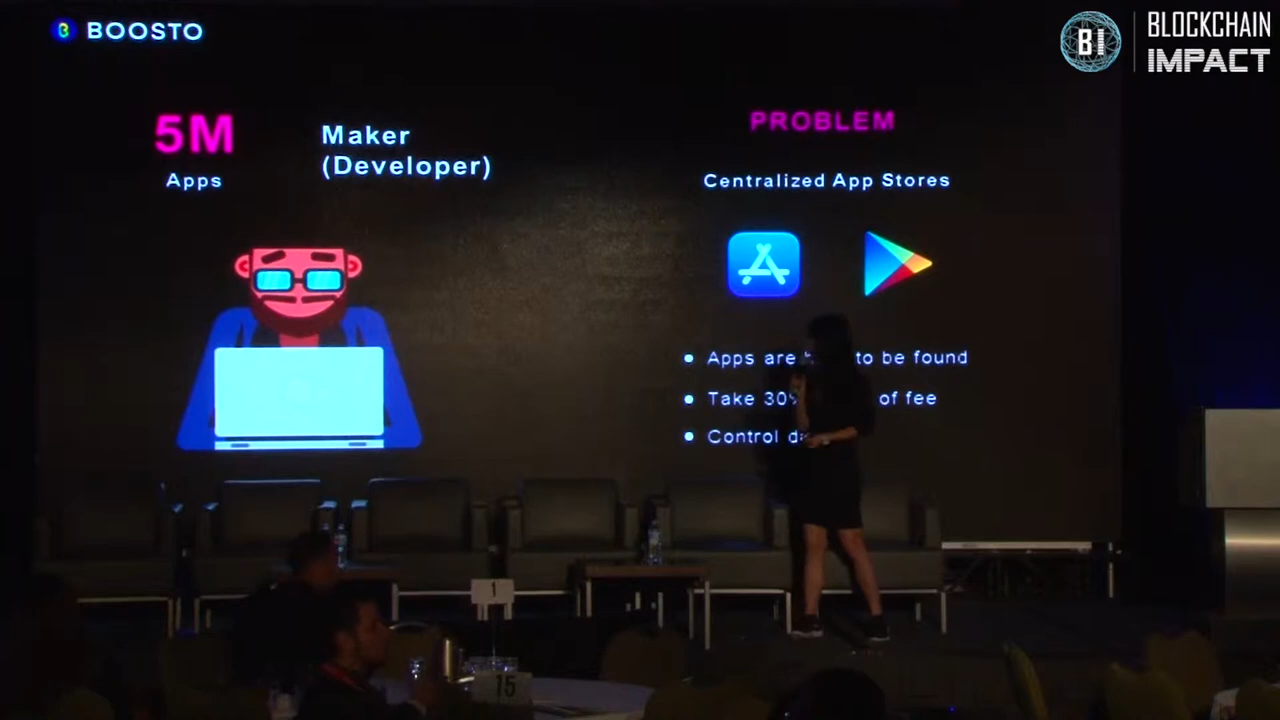 BOOSTO
BI
BLOCKCHAIN
IMPACT
5M
Apps
Maker
(Developer)
PROBLEM
Centralized App Stores
Apps are to be found
Take 30% of fee
Control
1
15